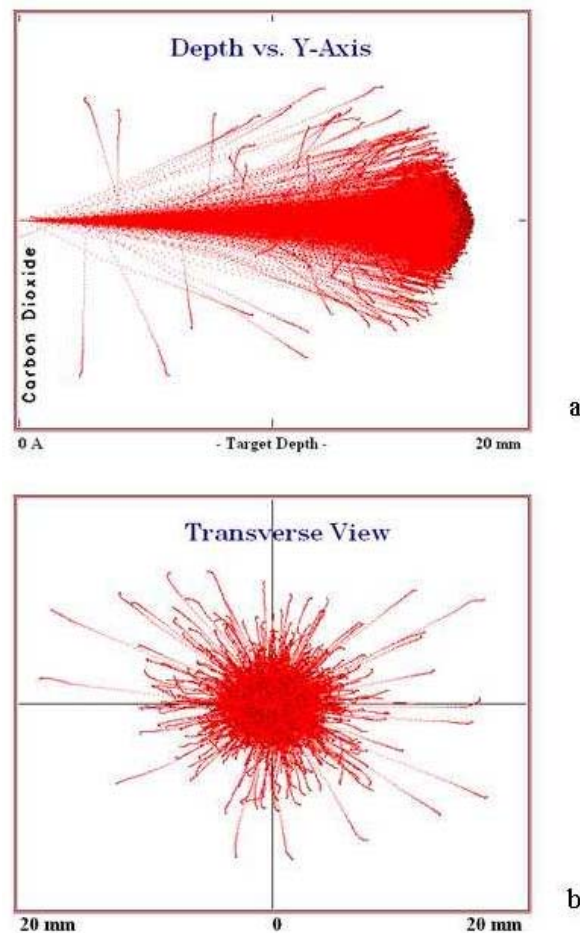 Depth vs. Y-Axis
Carbon Dioxide
a
0 A - Target Depth - 20 mm
Transverse View
b
20 mm 0 20 mm